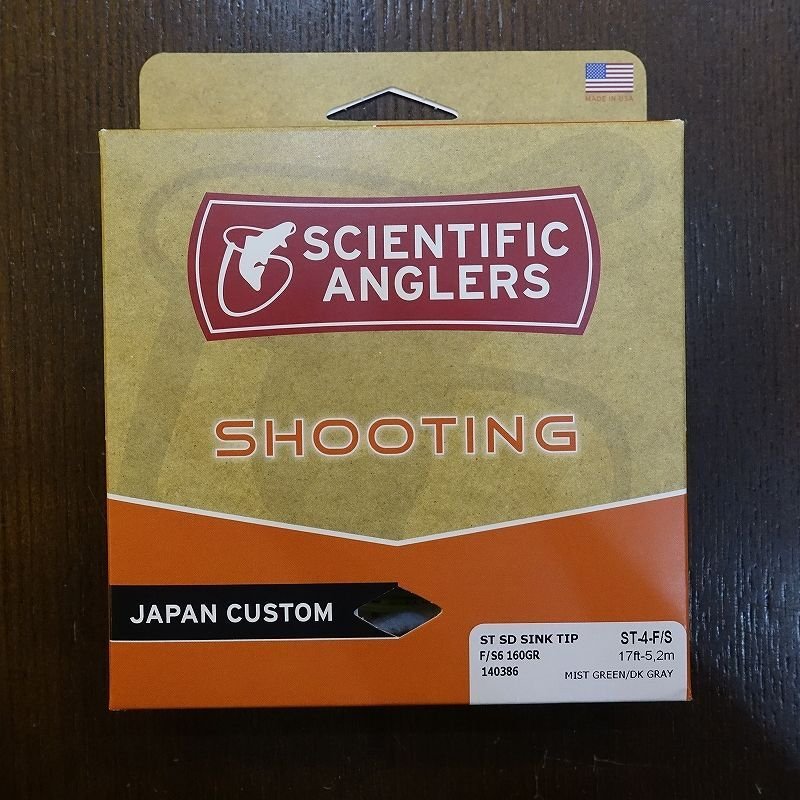 MADE IN USA
SCIENTIFIC
ANGLERS
SHOOTING
JAPAN CUSTOM
ST SD SINK TIP ST-4-F/S
F/S6 160GR 17ft-5,2m
140386 MIST GREEN/DK GRAY